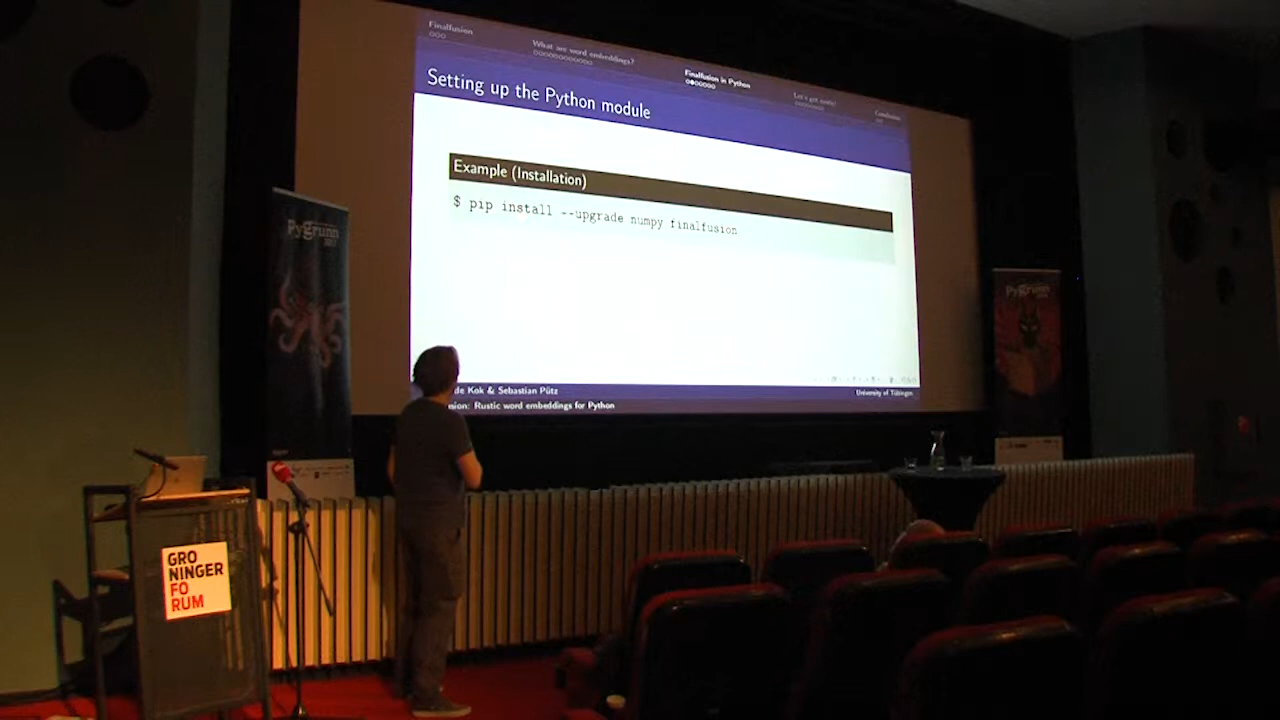 Finalfusion
What are word embeddings?
Finalfusion in Python
Let's get rustic!
Conclusion
Setting up the Python module
Example (Installation)
$ pip install --upgrade numpy finalfusion
de Kok & Sebastian Pütz
University of Tübingen
sion: Rustic word embeddings for Python
PyGrunn
PyGrunn
GRO
NINGER
FO
RUM